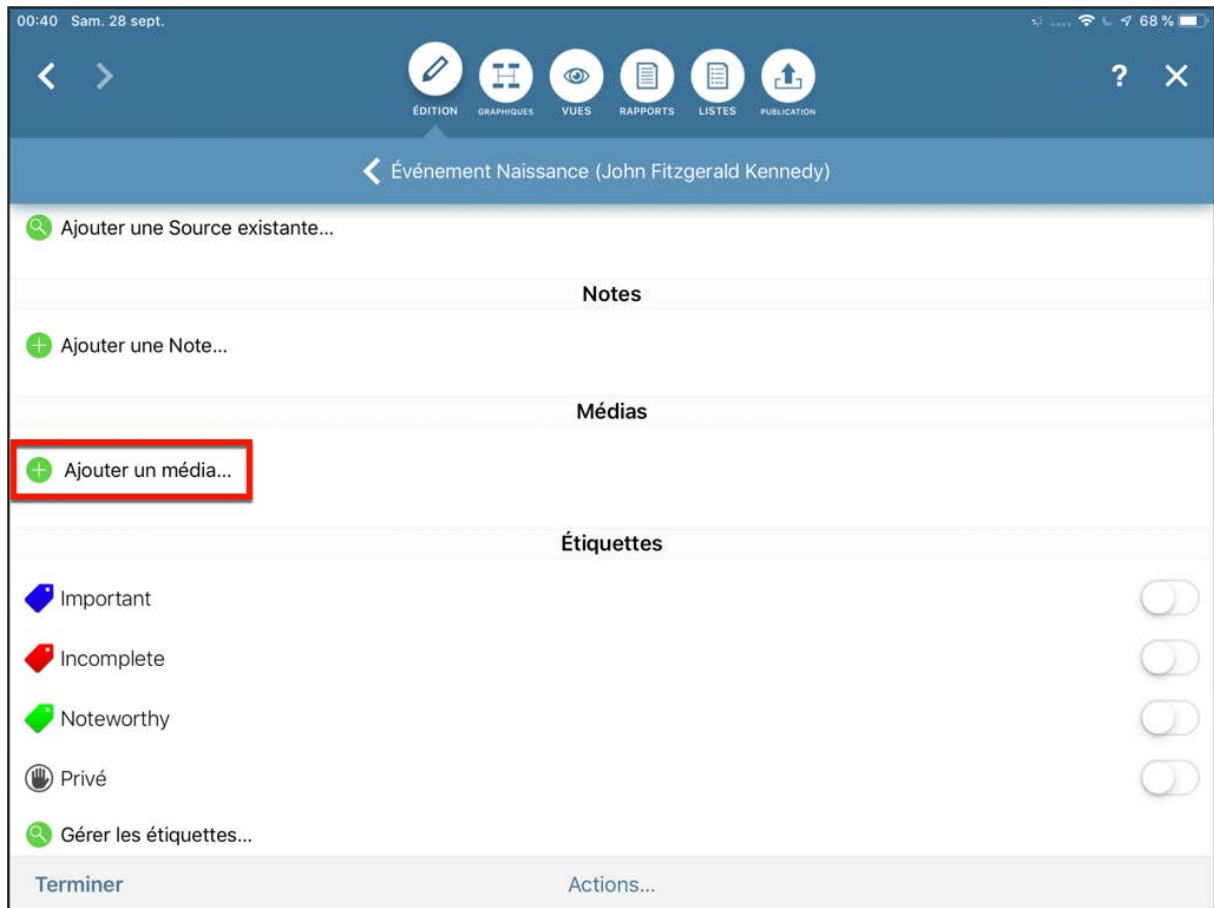 00:40 Sam. 28 sept.
68 %
ÉDITION GRAPHIQUES VUES RAPPORTS LISTES PUBLICATION
?
Événement Naissance (John Fitzgerald Kennedy)
Ajouter une Source existante...
Notes
Ajouter une Note...
Médias
Ajouter un média...
Étiquettes
Important
Incomplete
Noteworthy
Privé
Gérer les étiquettes...
Terminer Actions...